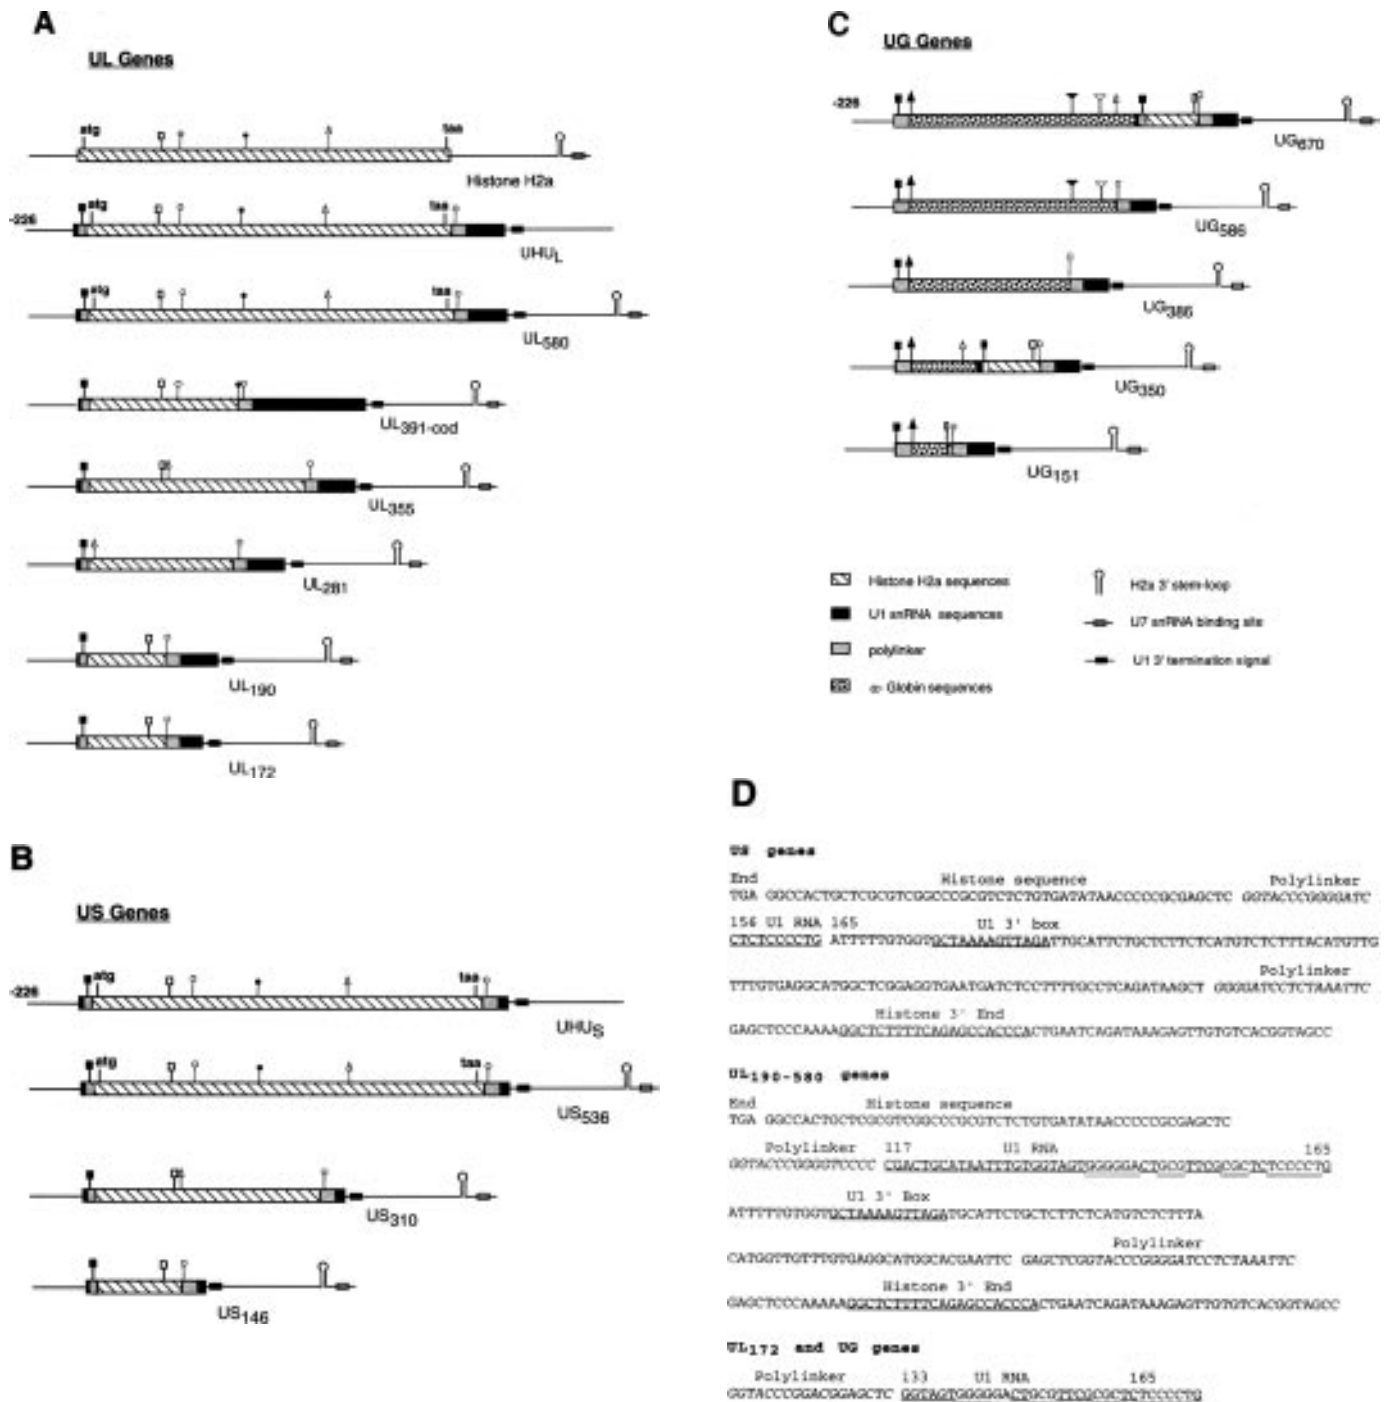 A
UL Genes
atg
taa
Histone H2a
-226
atg
taa
UHUL
atg
taa
UL580
UL391-cod
UL355
UL281
UL190
UL172
B
US Genes
-226
atg
taa
UHUS
atg
taa
US536
US310
US146
C
UG Genes
-226
UG670
UG586
UG386
UG350
UG151
Histone H2a sequences
U1 snRNA sequences
polylinker
α- Globin sequences
H2a 3' stem-loop
U7 snRNA binding site
U1 3' termination signal
D
US genes
End Histone sequence Polylinker
TGA GGCCACTGCTCGCGTCGGCCCGCGTCTCTGTGATATAACCCCCGCGAGCTC GGTACCCGGGGATC
156 U1 RNA 165 U1 3' box
CTCTCCCCTG ATTTTTGTGGTGCTAAAAGTTAGATTGCATTCTGCTCTTCTCATGTCTCTTTACATGTTG
Polylinker
TTTGTGAGGCATGGCTCGGAGGTGAATGATCTCCTTTTGCCTCAGATAAGCT GGGGATCCTCTAAATTC
Histone 3' End
GAGCTCCCAAAAGGCTCTTTTCAGAGCCACCCACTGAATCAGATAAAGAGTTGTGTCACGGTAGCC
UL190-580 genes
End Histone sequence
TGA GGCCACTGCTCGCGTCGGCCCGCGTCTCTGTGATATAACCCCCGCGAGCTC
Polylinker 117 U1 RNA 165
GGTACCCGGGGTCCCC CGACTGCATAATTTGTGGTAGTGGGGGACTGCGTTCGCGCTCTCCCCTG
U1 3' Box
ATTTTTGTGGTGCTAAAAGTTAGATGCATTCTGCTCTTCTCATGTCTCTTTA
Polylinker
CATGGTTGTTTGTGAGGCATGGCACGAATTC GAGCTCGGTACCCGGGGATCCTCTAAATTC
Histone 3' End
GAGCTCCCAAAAAGGCTCTTTTCAGAGCCACCCACTGAATCAGATAAAGAGTTGTGTCACGGTAGCC
UL172 and UG genes
Polylinker 133 U1 RNA 165
GGTACCCGGACGGAGCTC GGTAGTGGGGGACTGCGTTCGCGCTCTCCCCTG